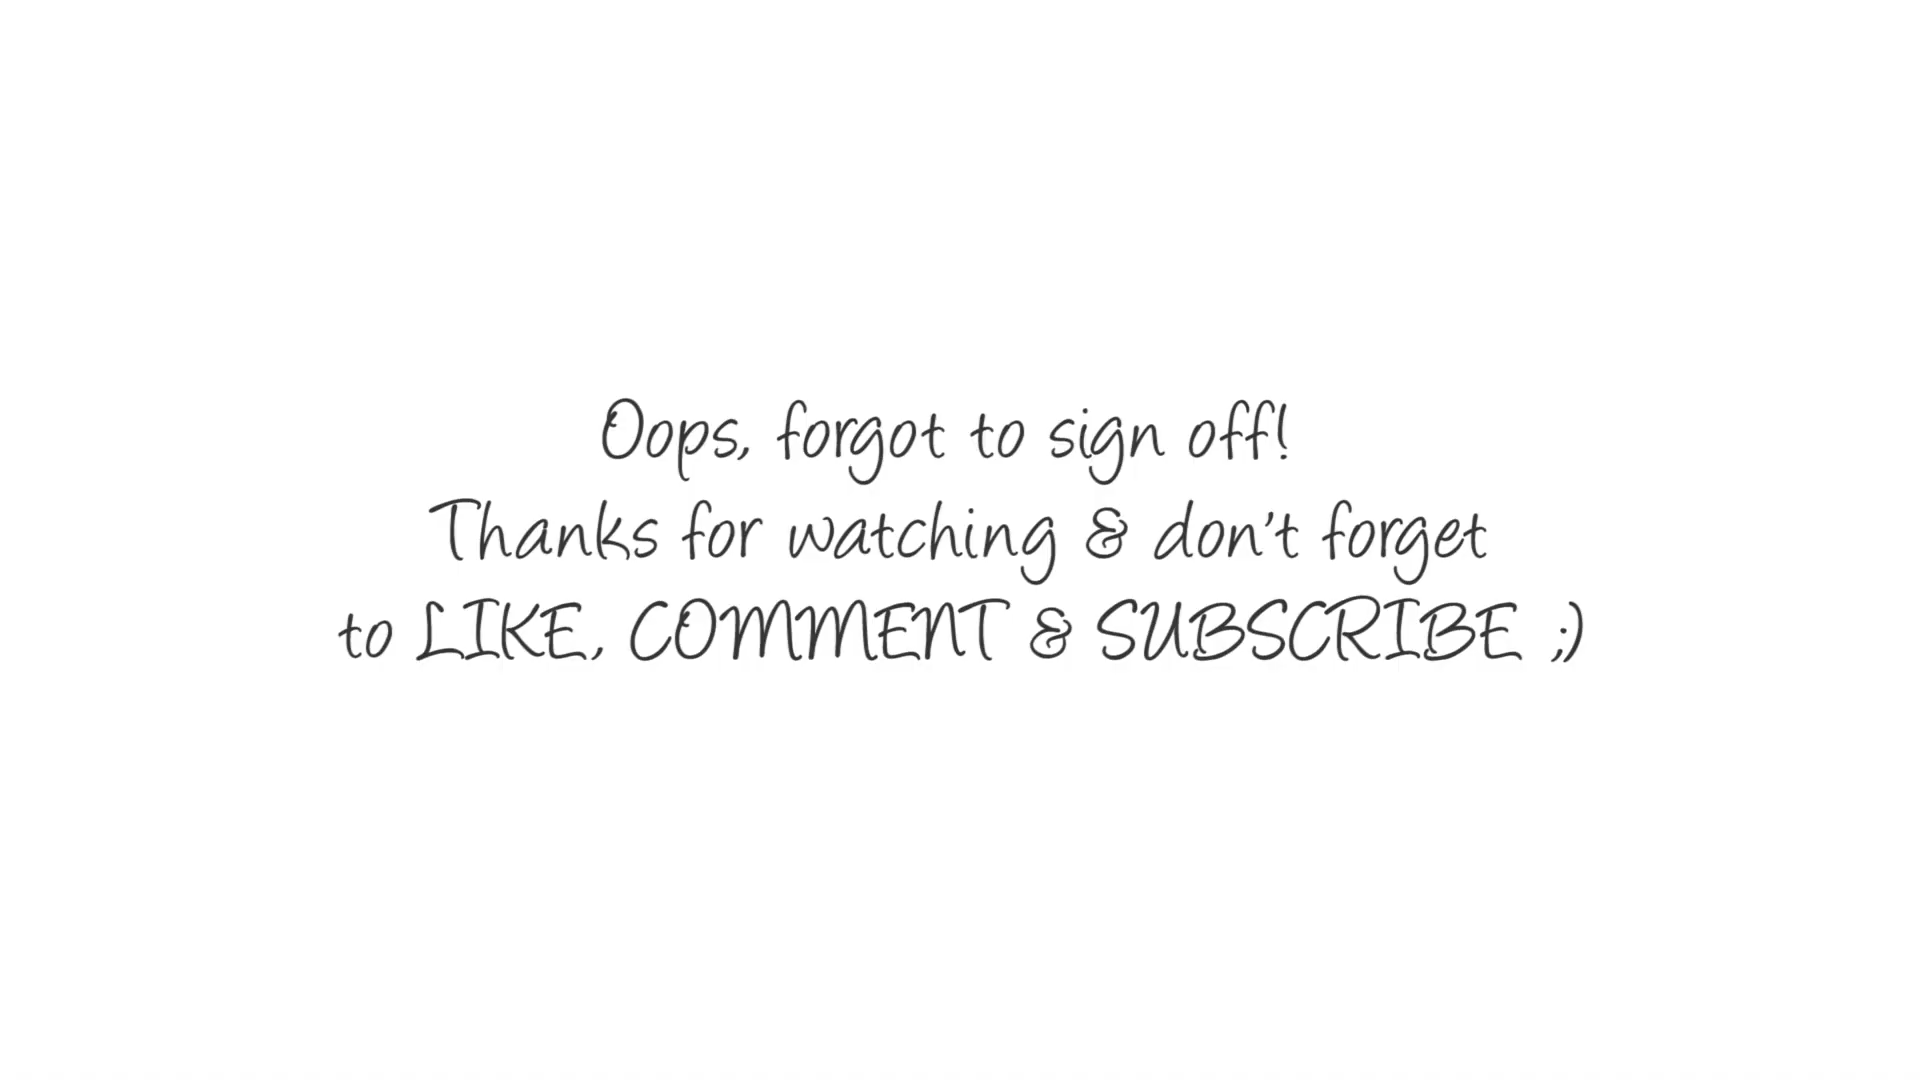 Oops, forgot to sign off!
Thanks for watching & don't forget
to LIKE, COMMENT & SUBSCRIBE ;)